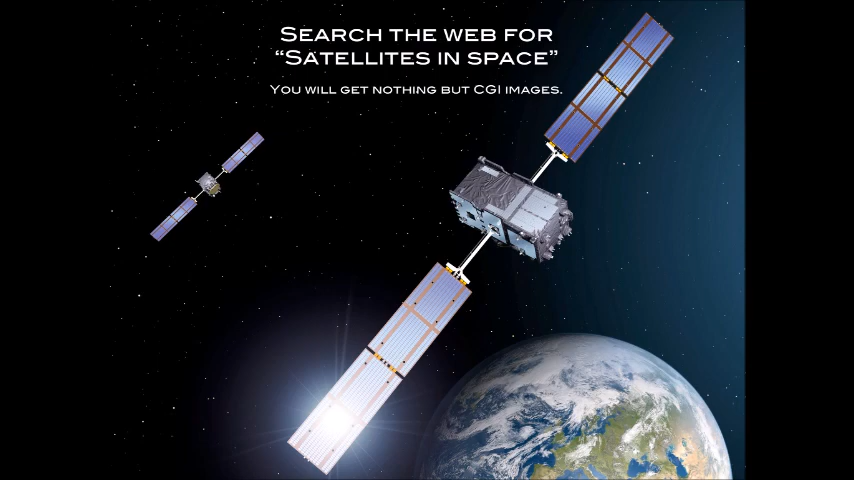 Search the web for
“Satellites in space”
You will get nothing but CGI images.